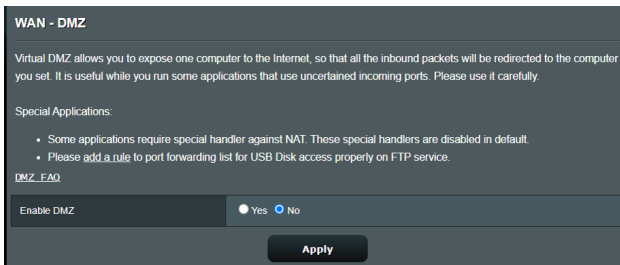 WAN - DMZ
Virtual DMZ allows you to expose one computer to the Internet, so that all the inbound packets will be redirected to the computer
you set. It is useful while you run some applications that use uncertained incoming ports. Please use it carefully.
Special Applications:
• Some applications require special handler against NAT. These special handlers are disabled in default.
• Please add a rule to port forwarding list for USB Disk access properly on FTP service.
DMZ FAQ
Enable DMZ Yes No
Apply